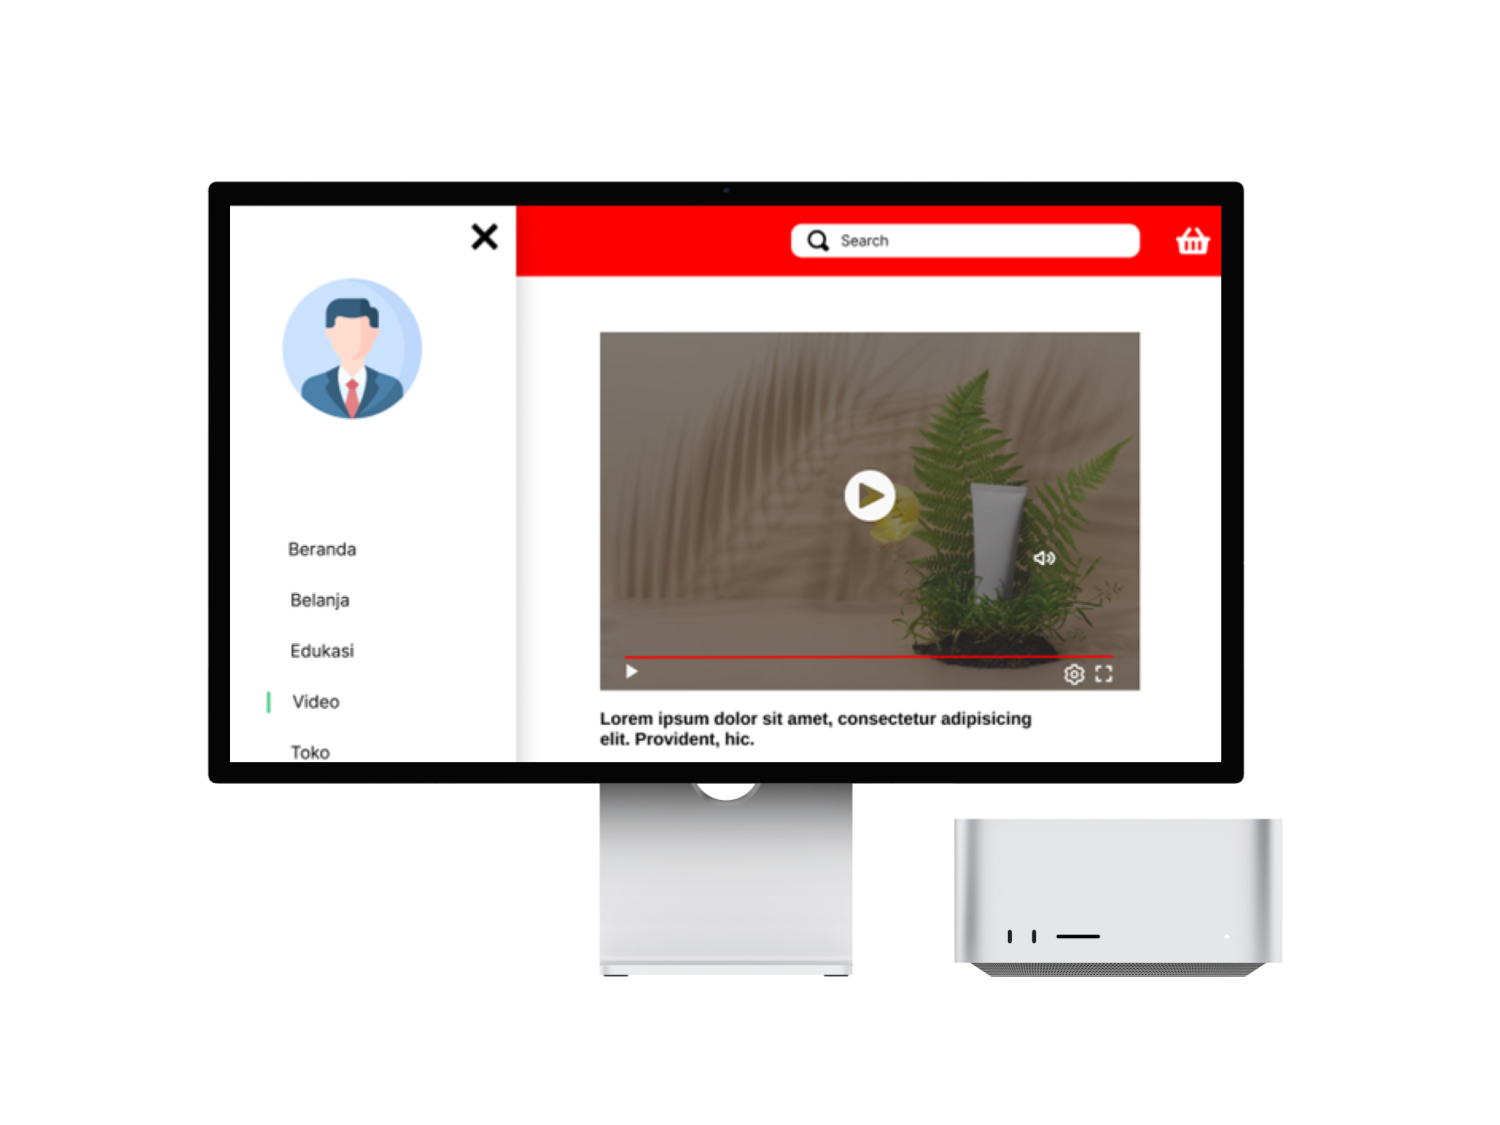 Search
Beranda
Belanja
Edukasi
Video
Toko
Lorem ipsum dolor sit amet, consectetur adipisicing
elit. Provident, hic.